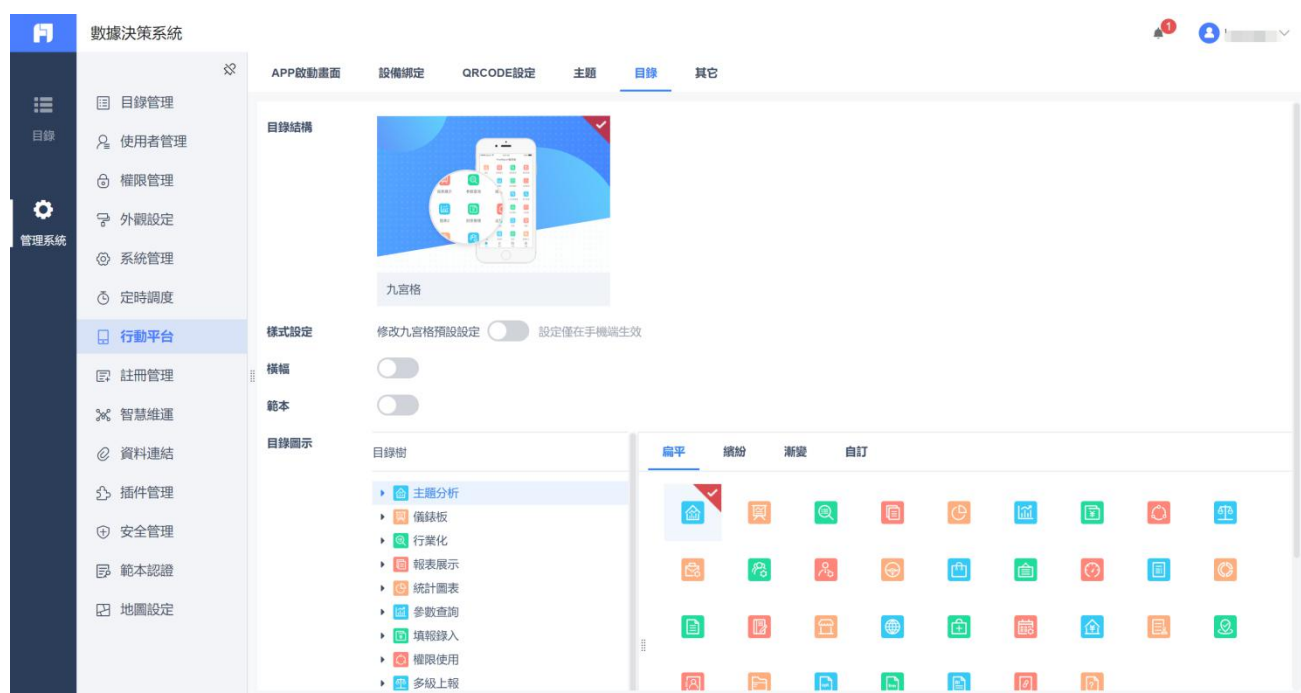 數據決策系統
1
APP啟動畫面 設備綁定 QRCODE設定 主題 目錄 其它
目錄
管理系統
目錄管理
使用者管理
權限管理
外觀設定
系統管理
定時調度
行動平台
註冊管理
智慧維運
資料連結
插件管理
安全管理
範本認證
地圖設定
目錄結構
九宮格
樣式設定 修改九宮格預設設定 設定僅在手機端生效
橫幅
範本
目錄圖示
目錄樹
主題分析
儀錶板
行業化
報表展示
統計圖表
參數查詢
填報錄入
權限使用
多級上報
扁平 繽紛 漸變 自訂